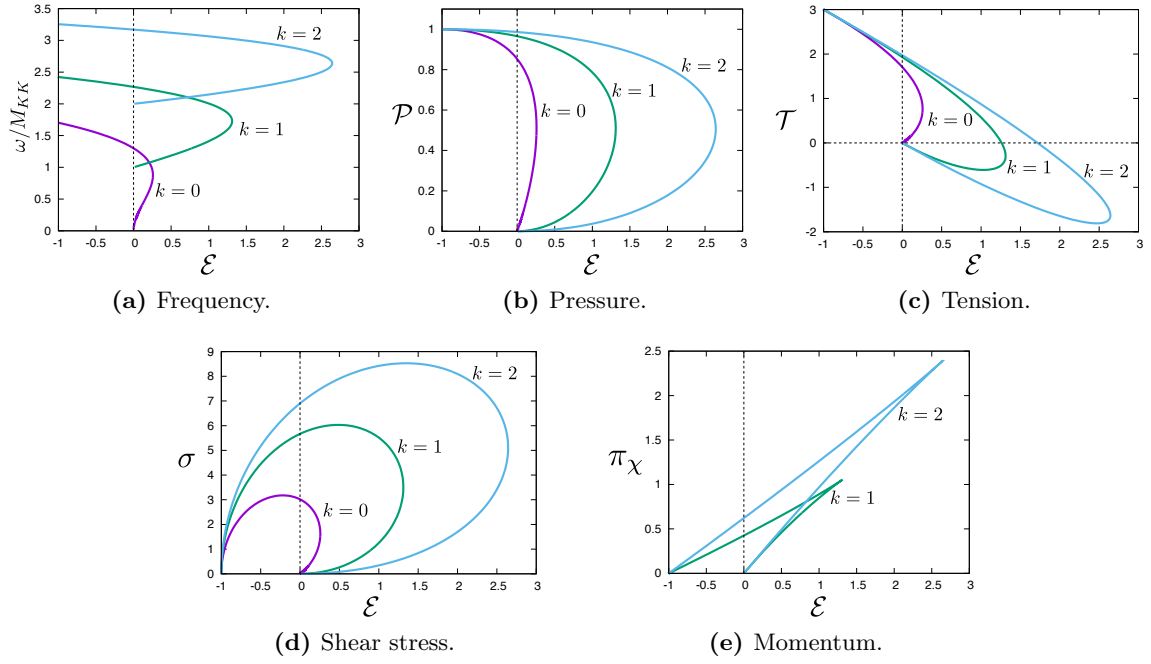 3.5
3
2.5
2
1.5
1
0.5
0
ω/M_{KK}
k = 2
k = 1
k = 0
-1 -0.5 0 0.5 1 1.5 2 2.5 3
ℰ
(a) Frequency.
1
0.8
0.6
0.4
0.2
0
𝒫
k = 2
k = 1
k = 0
-1 -0.5 0 0.5 1 1.5 2 2.5 3
ℰ
(b) Pressure.
3
2
1
0
-1
-2
𝒯
k = 0
k = 1
k = 2
-1 -0.5 0 0.5 1 1.5 2 2.5 3
ℰ
(c) Tension.
9
8
7
6
5
4
3
2
1
0
σ
k = 2
k = 1
k = 0
-1 -0.5 0 0.5 1 1.5 2 2.5 3
ℰ
(d) Shear stress.
2.5
2
1.5
1
0.5
0
π_χ
k = 2
k = 1
-1 -0.5 0 0.5 1 1.5 2 2.5 3
ℰ
(e) Momentum.